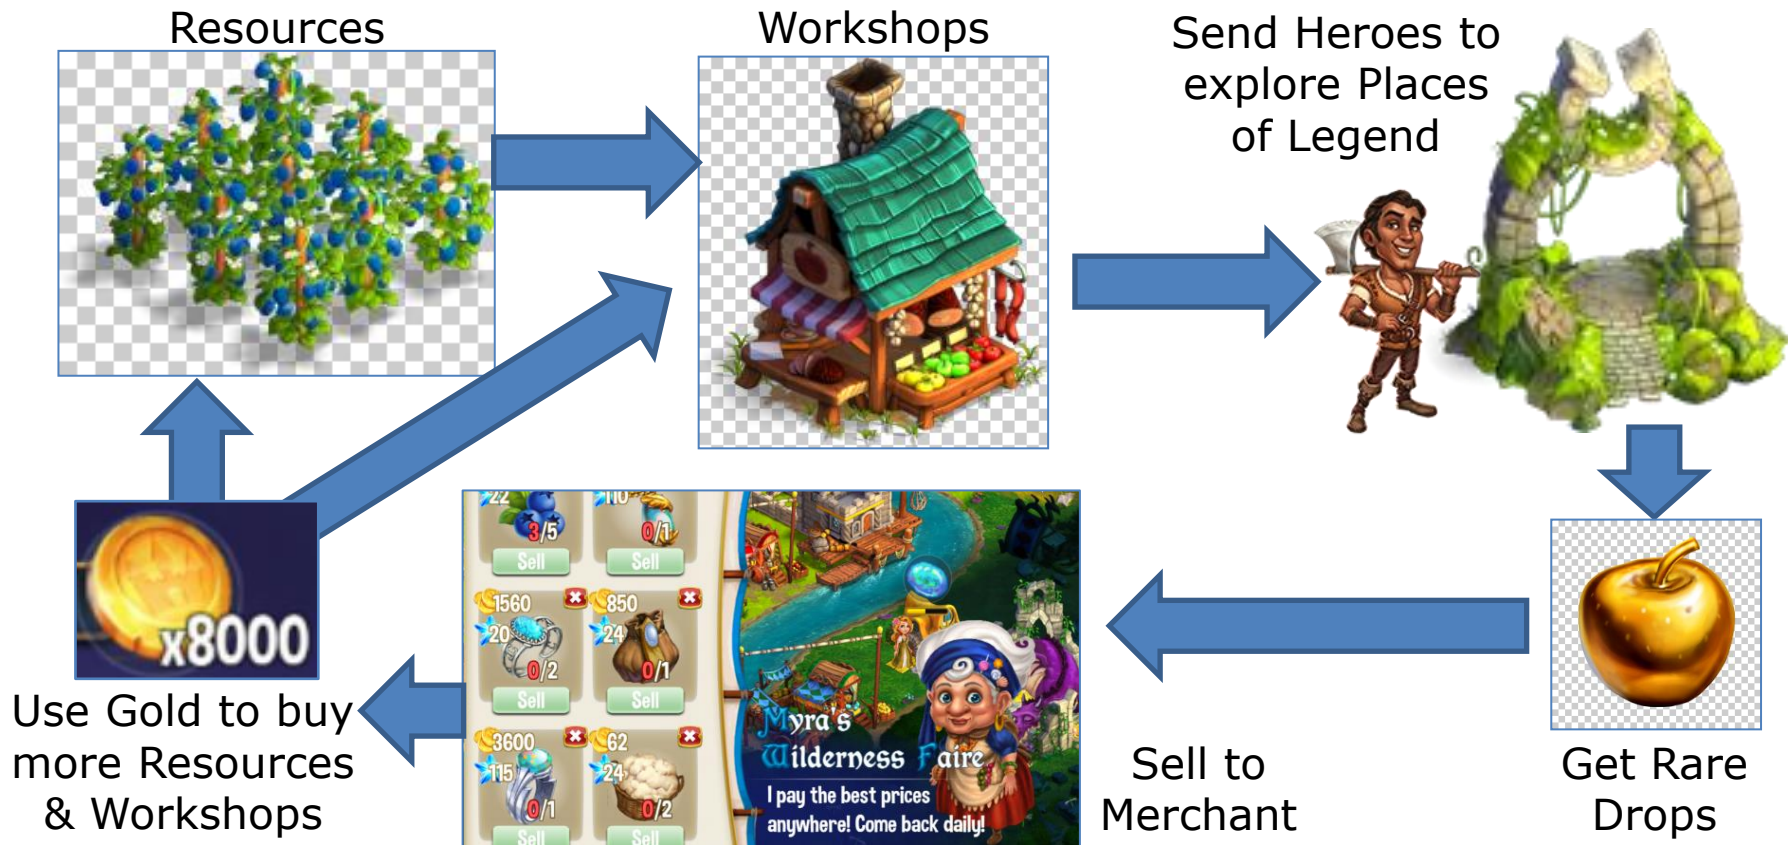 Resources
Workshops
Send Heroes to
explore Places
of Legend
x8000
Use Gold to buy
more Resources
& Workshops
22
3/5
Sell
110
0/1
Sell
1560
20
0/2
Sell
850
24
0/1
Sell
3600
115
0/1
Sell
62
24
0/2
Sell
Myra's
Wilderness Faire
I pay the best prices
anywhere! Come back daily!
Sell to
Merchant
Get Rare
Drops